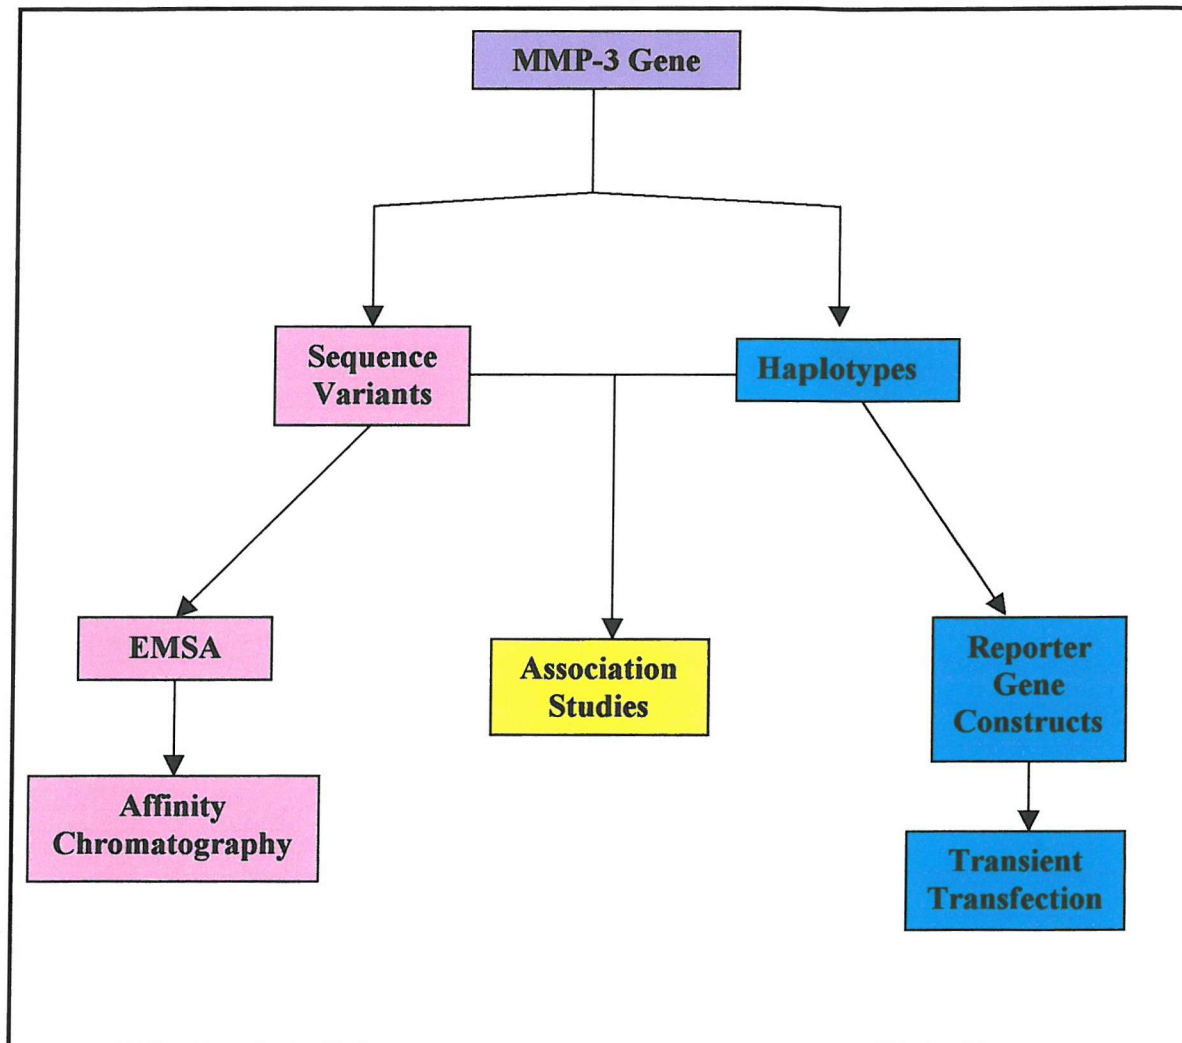 MMP-3 Gene
Sequence
Variants
Haplotypes
EMSA
Association
Studies
Reporter
Gene
Constructs
Affinity
Chromatography
Transient
Transfection